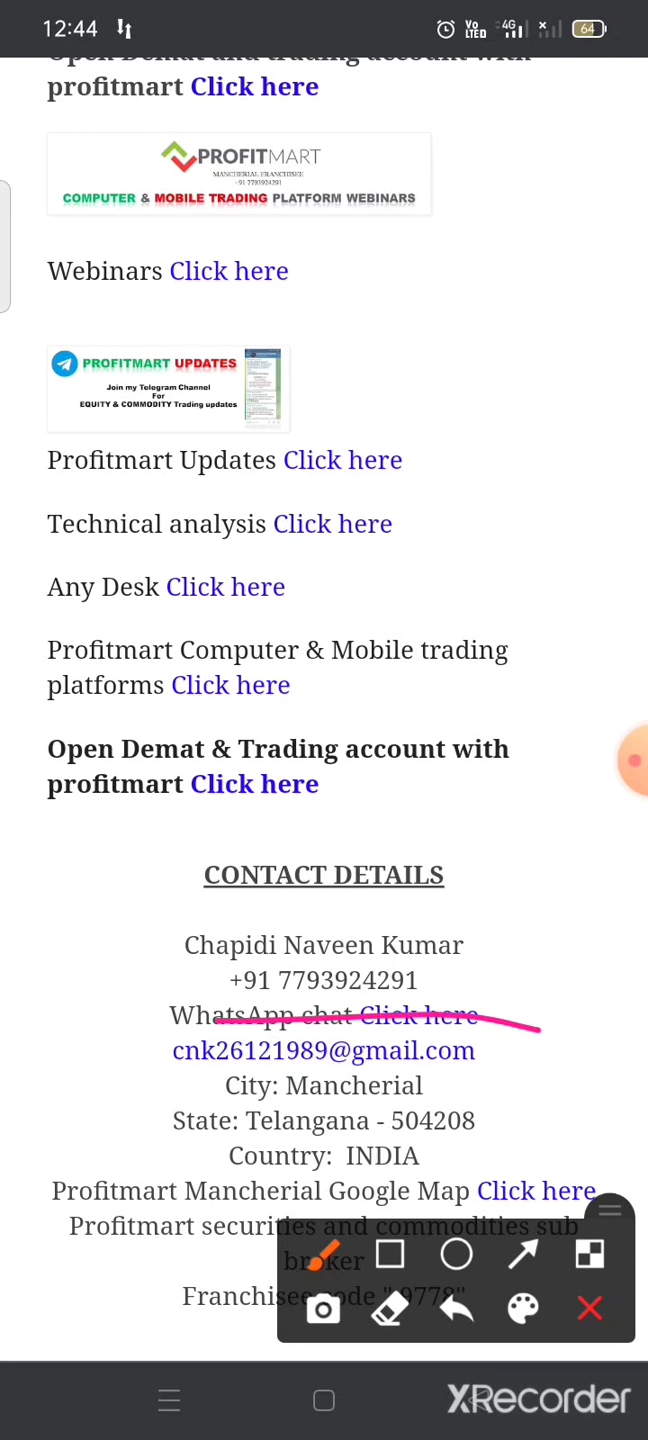 12:44
Vo LTED
4G
64
Open Demat and trading account with
profitmart Click here
PROFITMART
MANCHERIAL FRANCHISEE
+91 7793924291
COMPUTER & MOBILE TRADING PLATFORM WEBINARS
Webinars Click here
PROFITMART UPDATES
Join my Telegram Channel
For
EQUITY & COMMODITY Trading updates
Profitmart Updates Click here
Technical analysis Click here
Any Desk Click here
Profitmart Computer & Mobile trading
platforms Click here
Open Demat & Trading account with
profitmart Click here
CONTACT DETAILS
Chapidi Naveen Kumar
+91 7793924291
WhatsApp chat Click here
cnk26121989@gmail.com
City: Mancherial
State: Telangana - 504208
Country: INDIA
Profitmart Mancherial Google Map Click here
Profitmart securities and commodities sub
broker
Franchisee code " 9778"
XRecorder